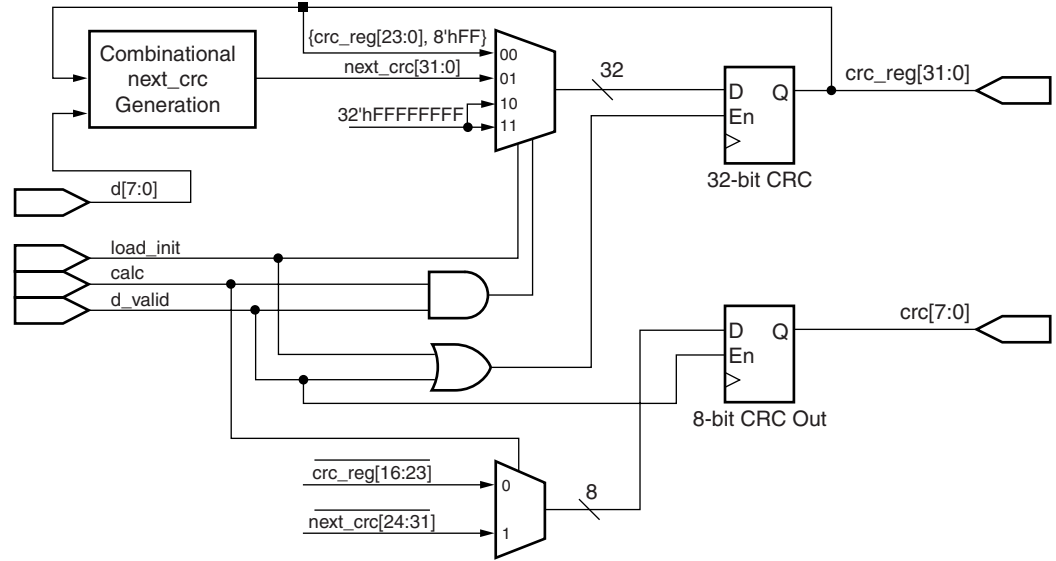 {crc_reg[23:0], 8'hFF}
Combinational
next_crc
Generation
next_crc[31:0]
32'hFFFFFFFF
00
01
10
11
32
D
Q
En
32-bit CRC
crc_reg[31:0]
d[7:0]
load_init
calc
d_valid
crc[7:0]
D
Q
En
8-bit CRC Out
crc_reg[16:23]
0
next_crc[24:31]
1
8